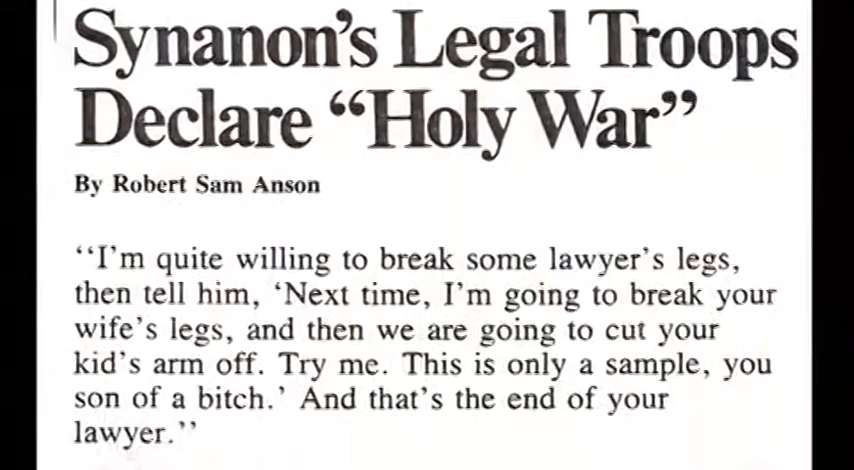 Synanon's Legal Troops
Declare “Holy War”
By Robert Sam Anson
‘‘I'm quite willing to break some lawyer's legs,
then tell him, ‘Next time, I'm going to break your
wife's legs, and then we are going to cut your
kid's arm off. Try me. This is only a sample, you
son of a bitch.’ And that's the end of your
lawyer.’’